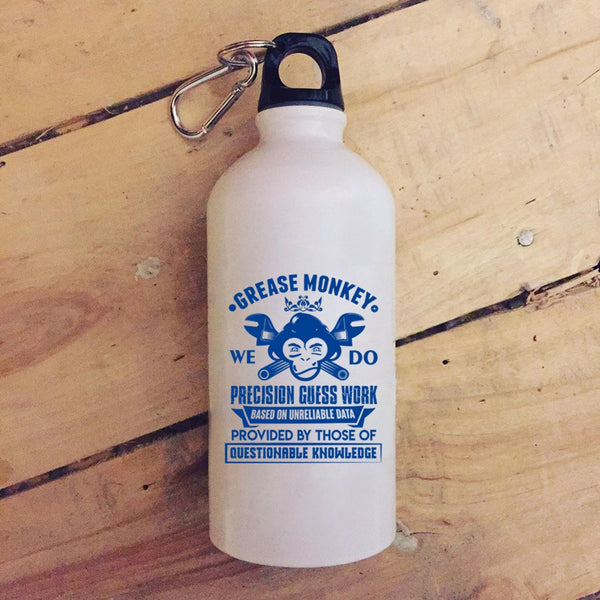 GREASE MONKEY
WE DO
PRECISION GUESS WORK
BASED ON UNRELIABLE DATA
PROVIDED BY THOSE OF
QUESTIONABLE KNOWLEDGE